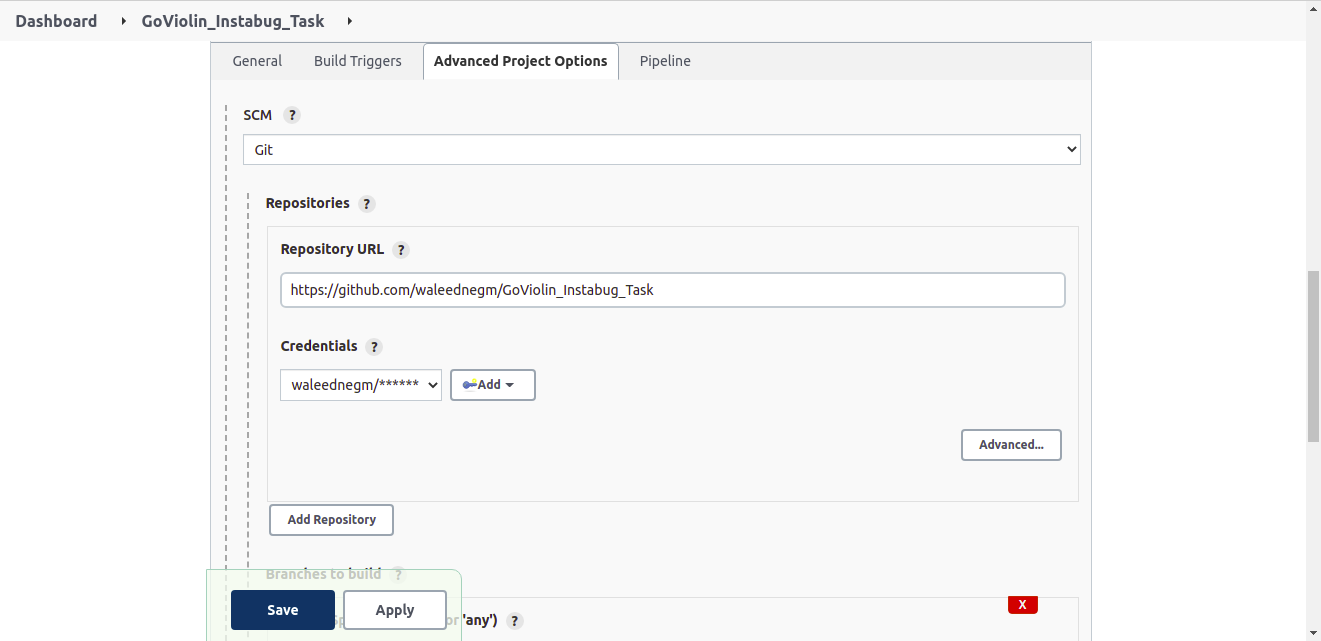 Dashboard GoViolin_Instabug_Task
General Build Triggers Advanced Project Options Pipeline
SCM ?
Git
Repositories ?
Repository URL ?
https://github.com/waleednegm/GoViolin_Instabug_Task
Credentials ?
waleednegm/****** Add
Advanced...
Add Repository
Branches to build ?
X
Save Apply or 'any') ?